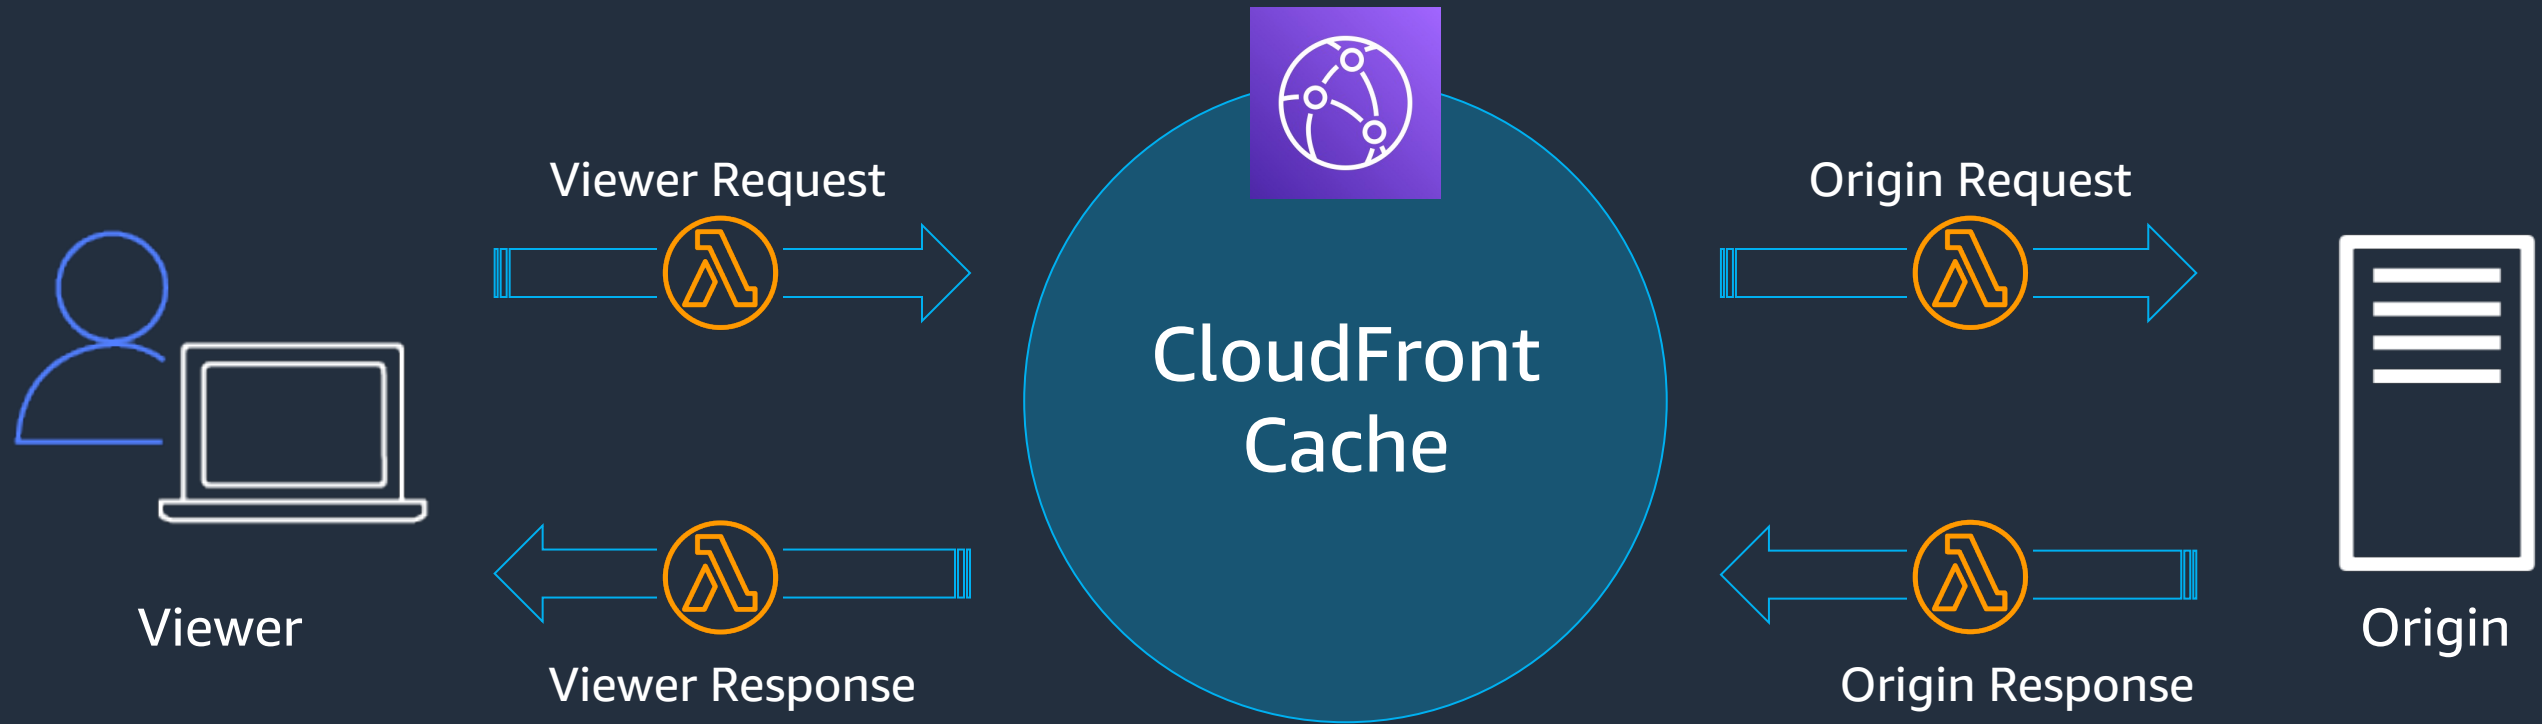 Viewer Request
Origin Request
CloudFront
Cache
Viewer
Origin
Viewer Response
Origin Response